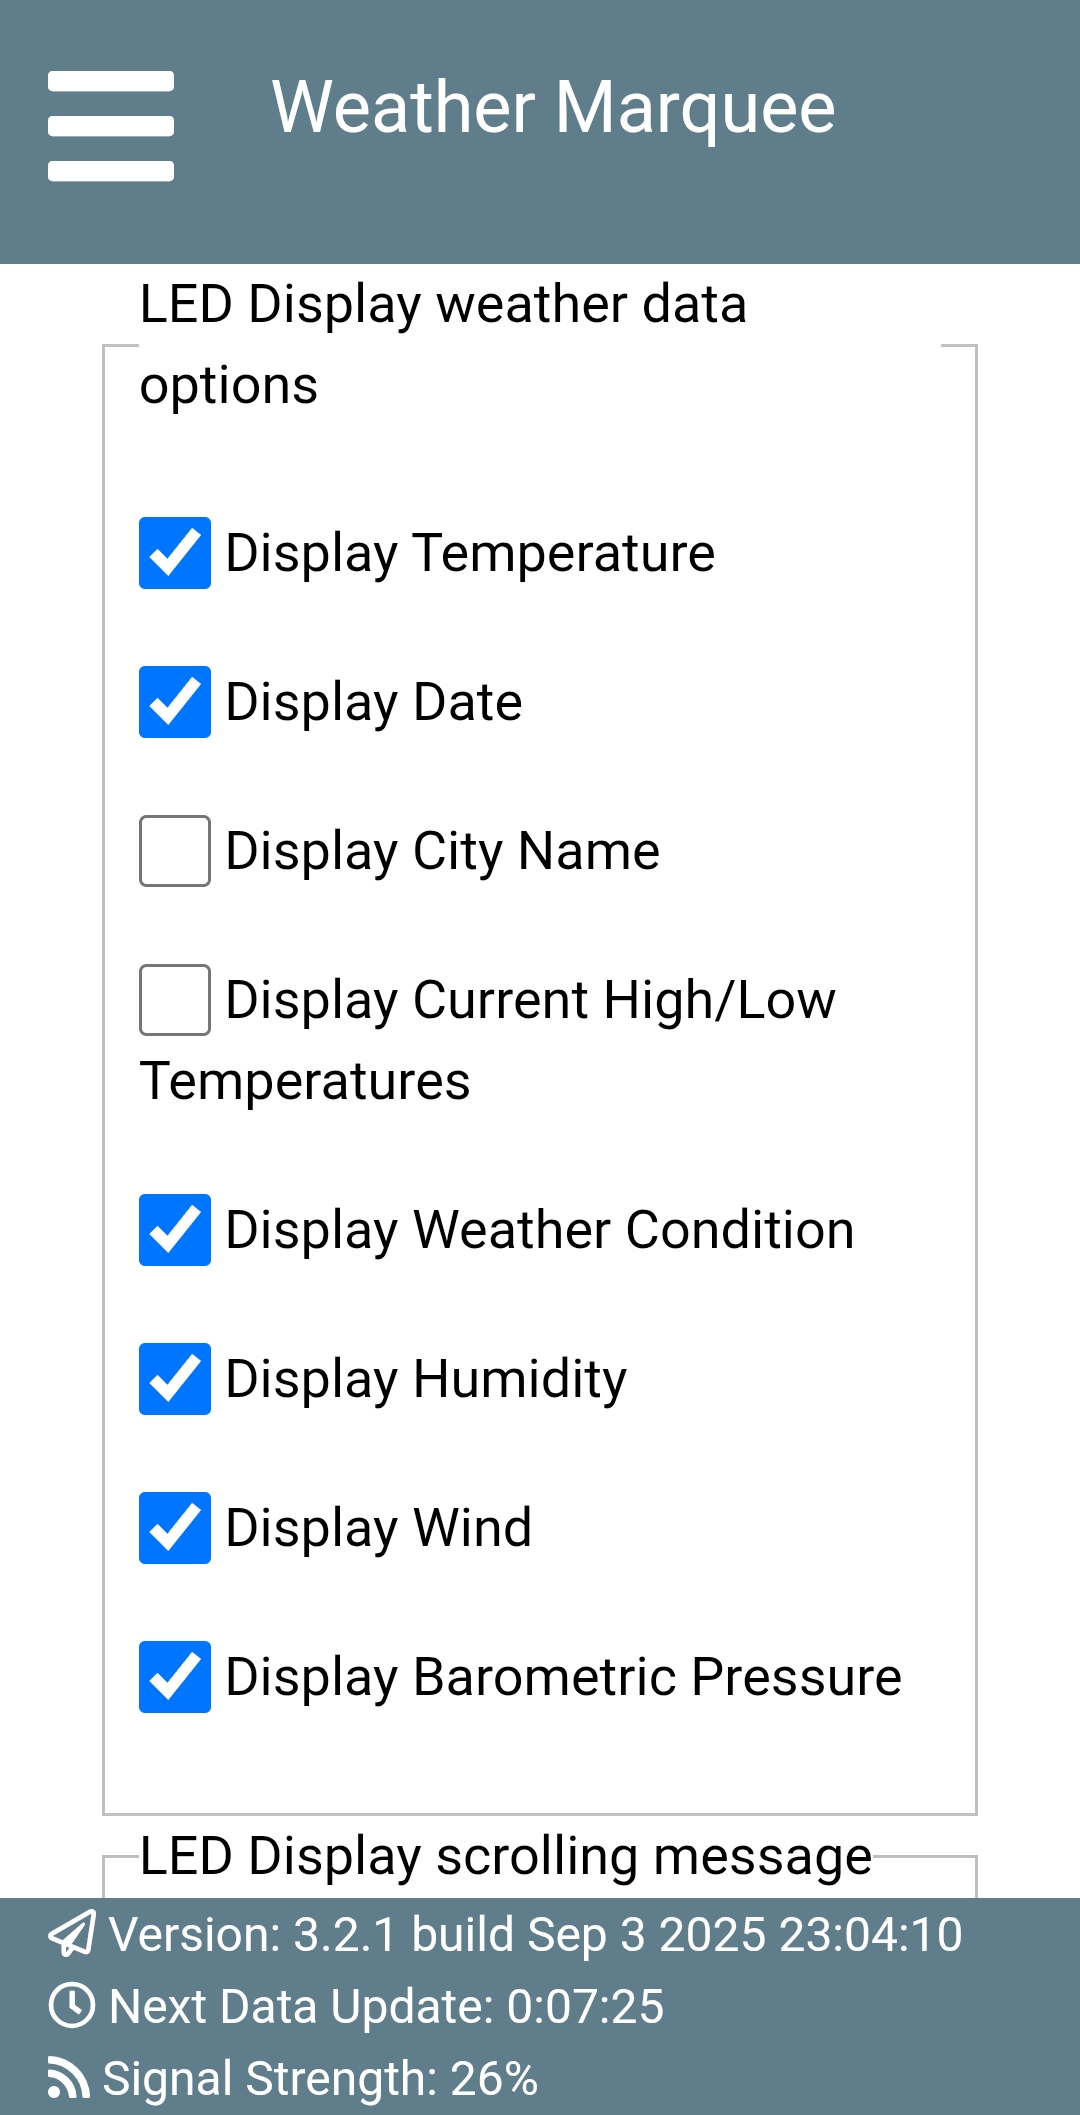 Weather Marquee
LED Display weather data
options
Display Temperature
Display Date
Display City Name
Display Current High/Low
Temperatures
Display Weather Condition
Display Humidity
Display Wind
Display Barometric Pressure
LED Display scrolling message
Version: 3.2.1 build Sep 3 2025 23:04:10
Next Data Update: 0:07:25
Signal Strength: 26%